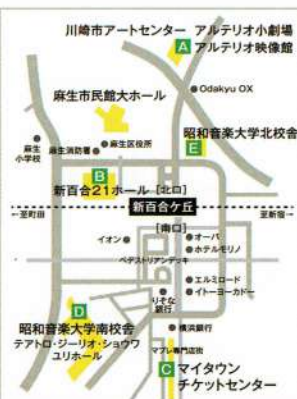 川崎市アートセンター アルテリオ小劇場
A アルテリオ映像館
麻生市民館大ホール
Odakyu OX
麻生小学校
麻生消防署
麻生区役所
昭和音楽大学北校舎
E
B
新百合21ホール
[北口]
←至町田
新百合ケ丘
至新宿→
[南口]
イオン
オーパ
ホテルモリノ
ペデストリアンデッキ
エルミロード
イトーヨーカドー
りそな銀行
D
昭和音楽大学南校舎
テアトロ・ジーリオ・ショウワ
ユリホール
横浜銀行
マプレ専門店街
C マイタウン
チケットセンター